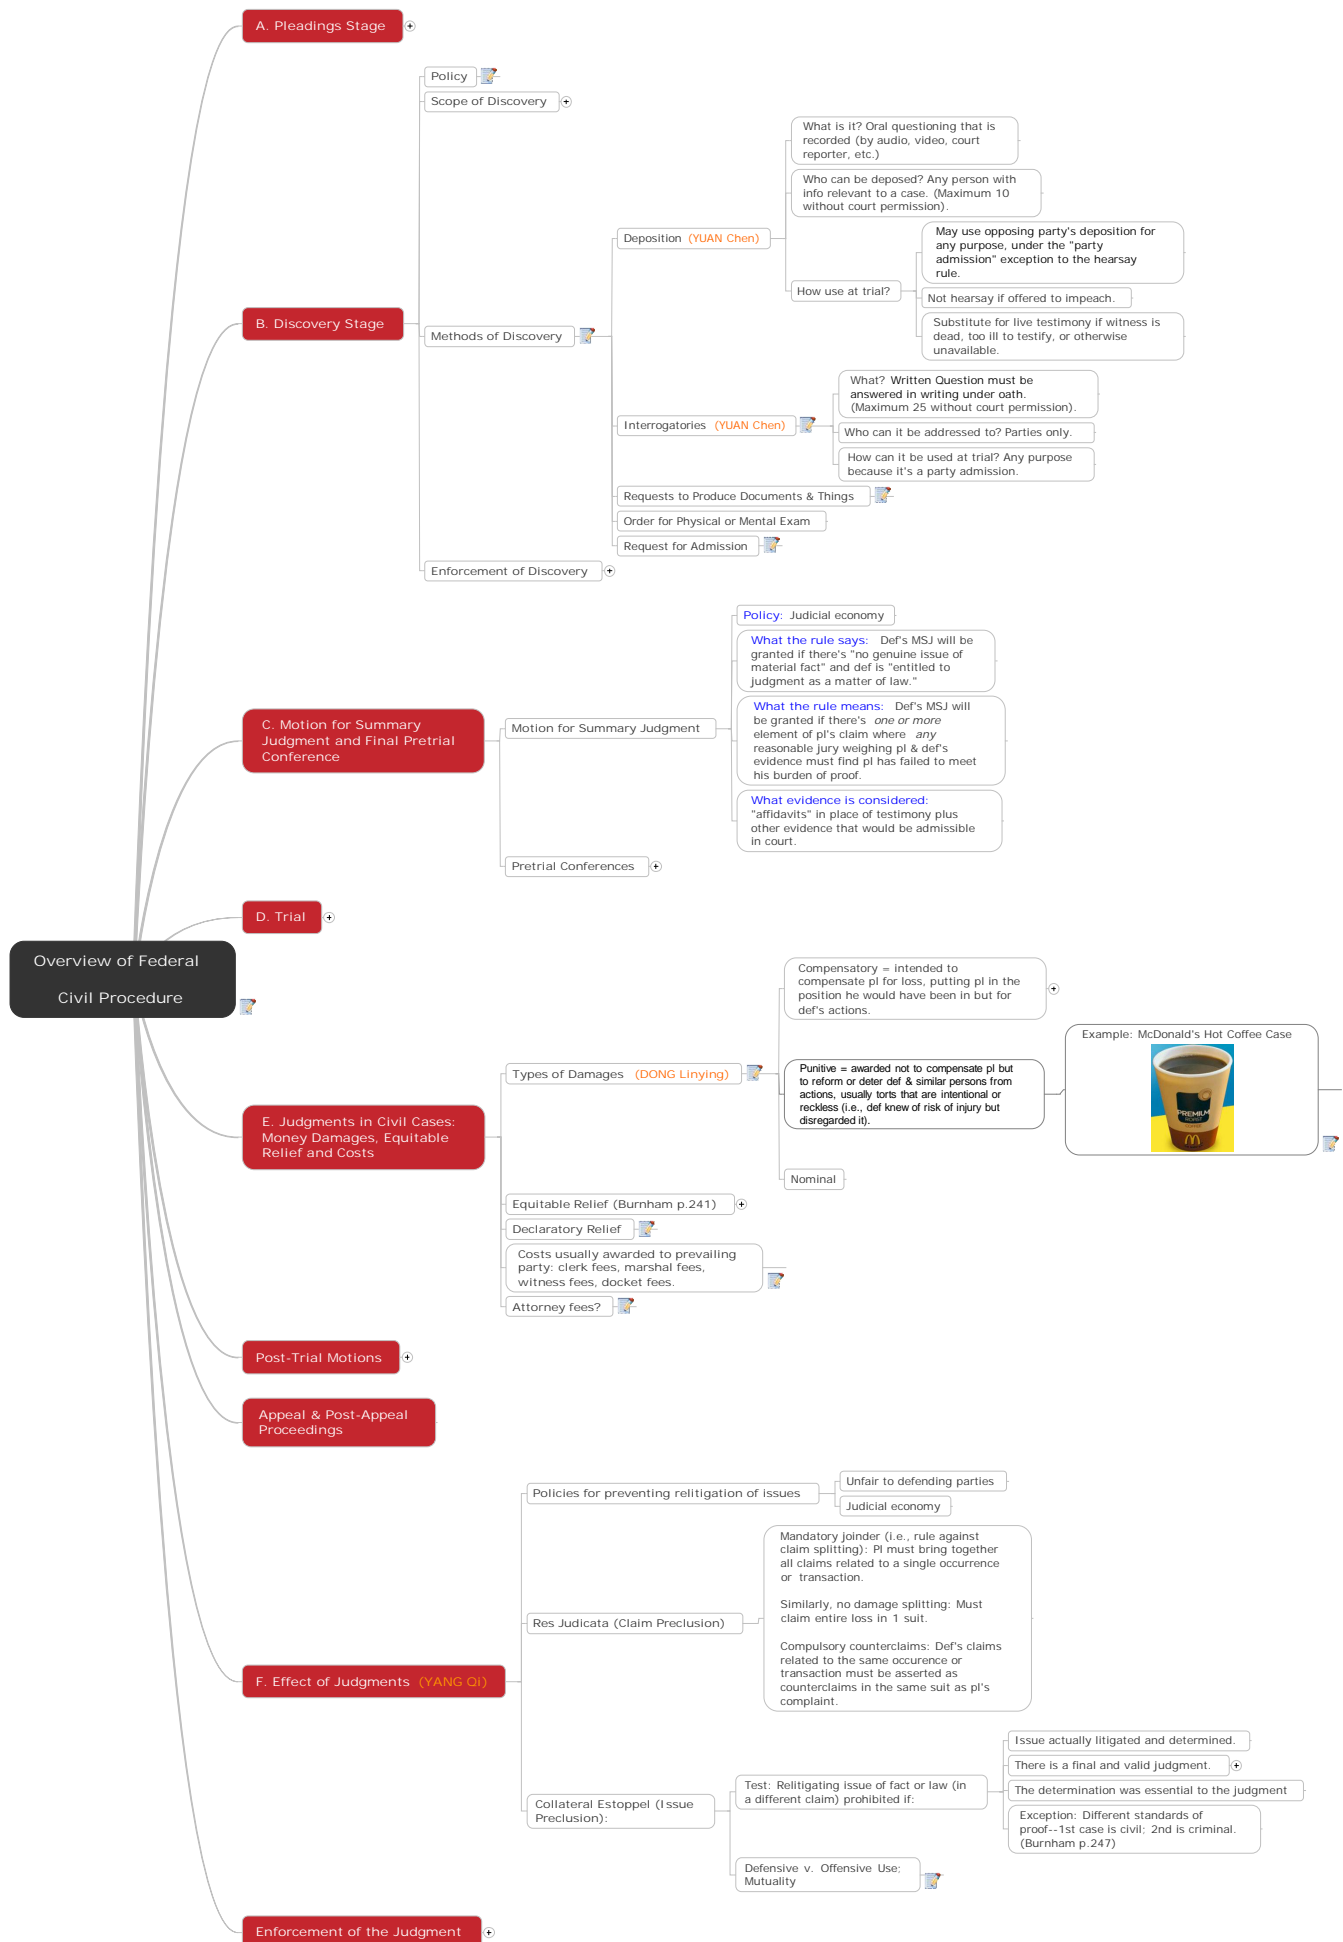 A. Pleadings Stage
Policy
Scope of Discovery
What is it? Oral questioning that is
recorded (by audio, video, court
reporter, etc.)
Who can be deposed? Any person with
info relevant to a case. (Maximum 10
without court permission).
Deposition (YUAN Chen)
May use opposing party's deposition for
any purpose, under the "party
admission" exception to the hearsay
rule.
How use at trial?
Not hearsay if offered to impeach.
Substitute for live testimony if witness is
dead, too ill to testify, or otherwise
unavailable.
B. Discovery Stage
Methods of Discovery
What? Written Question must be
answered in writing under oath.
(Maximum 25 without court permission).
Interrogatories (YUAN Chen)
Who can it be addressed to? Parties only.
How can it be used at trial? Any purpose
because it's a party admission.
Requests to Produce Documents & Things
Order for Physical or Mental Exam
Request for Admission
Enforcement of Discovery
Policy: Judicial economy
What the rule says: Def's MSJ will be
granted if there's "no genuine issue of
material fact" and def is "entitled to
judgment as a matter of law."
C. Motion for Summary
Judgment and Final Pretrial
Conference
Motion for Summary Judgment
What the rule means: Def's MSJ will
be granted if there's one or more
element of pl's claim where any
reasonable jury weighing pl & def's
evidence must find pl has failed to meet
his burden of proof.
What evidence is considered:
"affidavits" in place of testimony plus
other evidence that would be admissible
in court.
Pretrial Conferences
D. Trial
Overview of Federal
Civil Procedure
Compensatory = intended to
compensate pl for loss, putting pl in the
position he would have been in but for
def's actions.
Types of Damages (DONG Linying)
Punitive = awarded not to compensate pl but
to reform or deter def & similar persons from
actions, usually torts that are intentional or
reckless (i.e., def knew of risk of injury but
disregarded it).
Example: McDonald's Hot Coffee Case
PREMIUM
ROAST
COFFEE
E. Judgments in Civil Cases:
Money Damages, Equitable
Relief and Costs
Nominal
Equitable Relief (Burnham p.241)
Declaratory Relief
Costs usually awarded to prevailing
party: clerk fees, marshal fees,
witness fees, docket fees.
Attorney fees?
Post-Trial Motions
Appeal & Post-Appeal
Proceedings
Policies for preventing relitigation of issues
Unfair to defending parties
Judicial economy
Mandatory joinder (i.e., rule against
claim splitting): Pl must bring together
all claims related to a single occurrence
or transaction.
Similarly, no damage splitting: Must
claim entire loss in 1 suit.
Compulsory counterclaims: Def's claims
related to the same occurence or
transaction must be asserted as
counterclaims in the same suit as pl's
complaint.
Res Judicata (Claim Preclusion)
F. Effect of Judgments (YANG Qi)
Issue actually litigated and determined.
There is a final and valid judgment.
Test: Relitigating issue of fact or law (in
a different claim) prohibited if:
The determination was essential to the judgment
Exception: Different standards of
proof--1st case is civil; 2nd is criminal.
(Burnham p.247)
Collateral Estoppel (Issue
Preclusion):
Defensive v. Offensive Use;
Mutuality
Enforcement of the Judgment